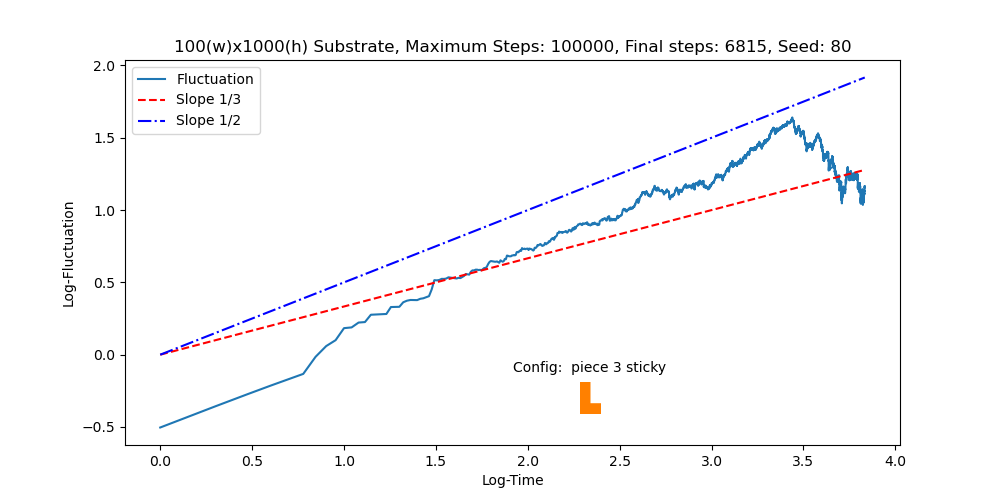 100(w)x1000(h) Substrate, Maximum Steps: 100000, Final steps: 6815, Seed: 80
Fluctuation
Slope 1/3
Slope 1/2
2.0
1.5
1.0
0.5
0.0
−0.5
Log-Fluctuation
Config:  piece 3 sticky
0.0 0.5 1.0 1.5 2.0 2.5 3.0 3.5 4.0
Log-Time